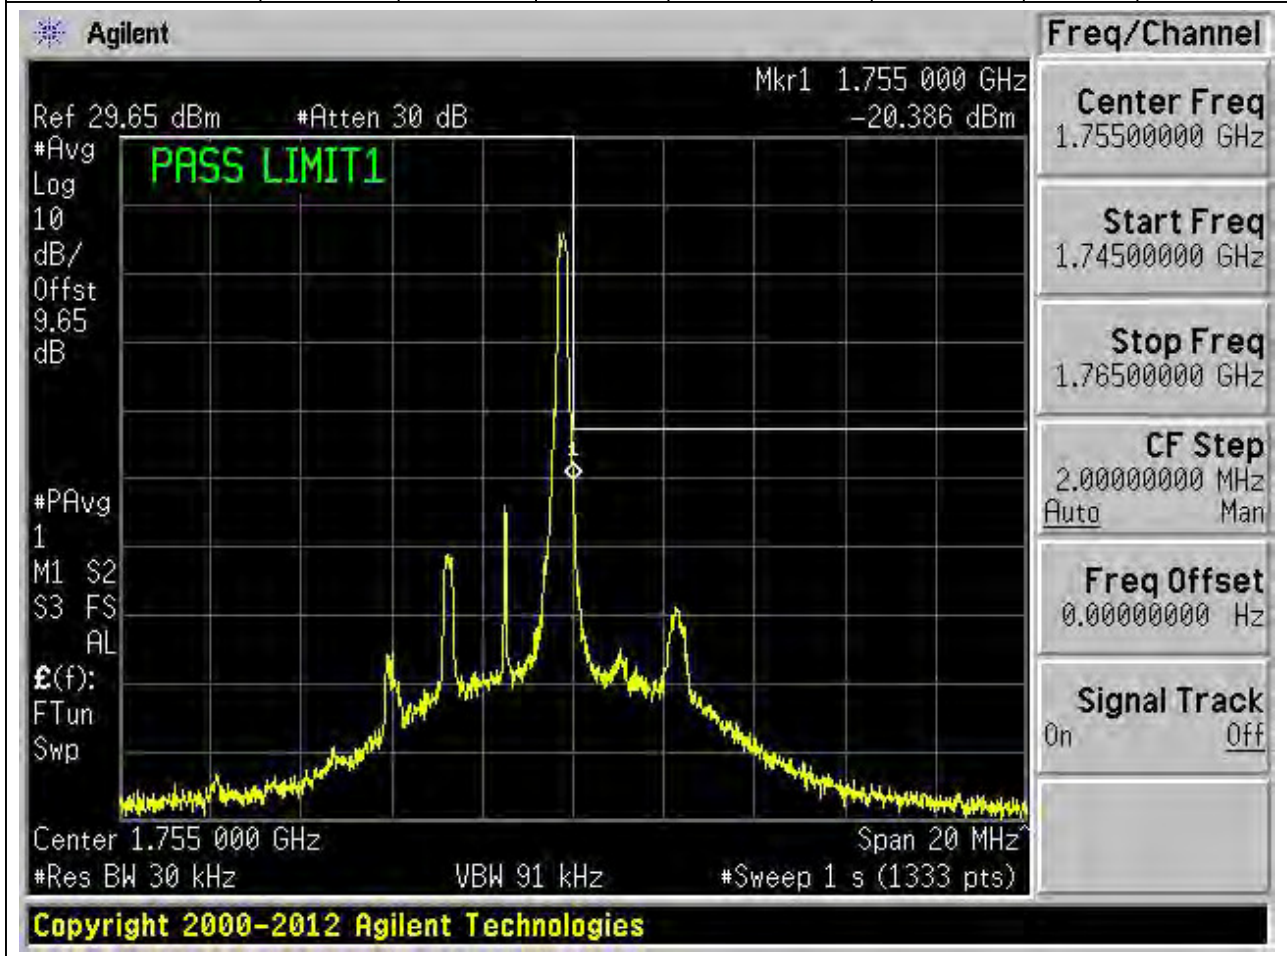 Agilent
Freq/Channel
Mkr1 1.755 000 GHz
Ref 29.65 dBm #Atten 30 dB -20.386 dBm
#Avg
Log
10
dB/
Offst
9.65
dB
PASS LIMIT1
1
#PAvg
1
M1 S2
S3 FS
AL
£(f):
FTun
Swp
Center 1.755 000 GHz Span 20 MHz^
#Res BW 30 kHz VBW 91 kHz #Sweep 1 s (1333 pts)
Center Freq
1.75500000 GHz
Start Freq
1.74500000 GHz
Stop Freq
1.76500000 GHz
CF Step
2.00000000 MHz
Auto Man
Freq Offset
0.00000000 Hz
Signal Track
On Off
Copyright 2000-2012 Agilent Technologies